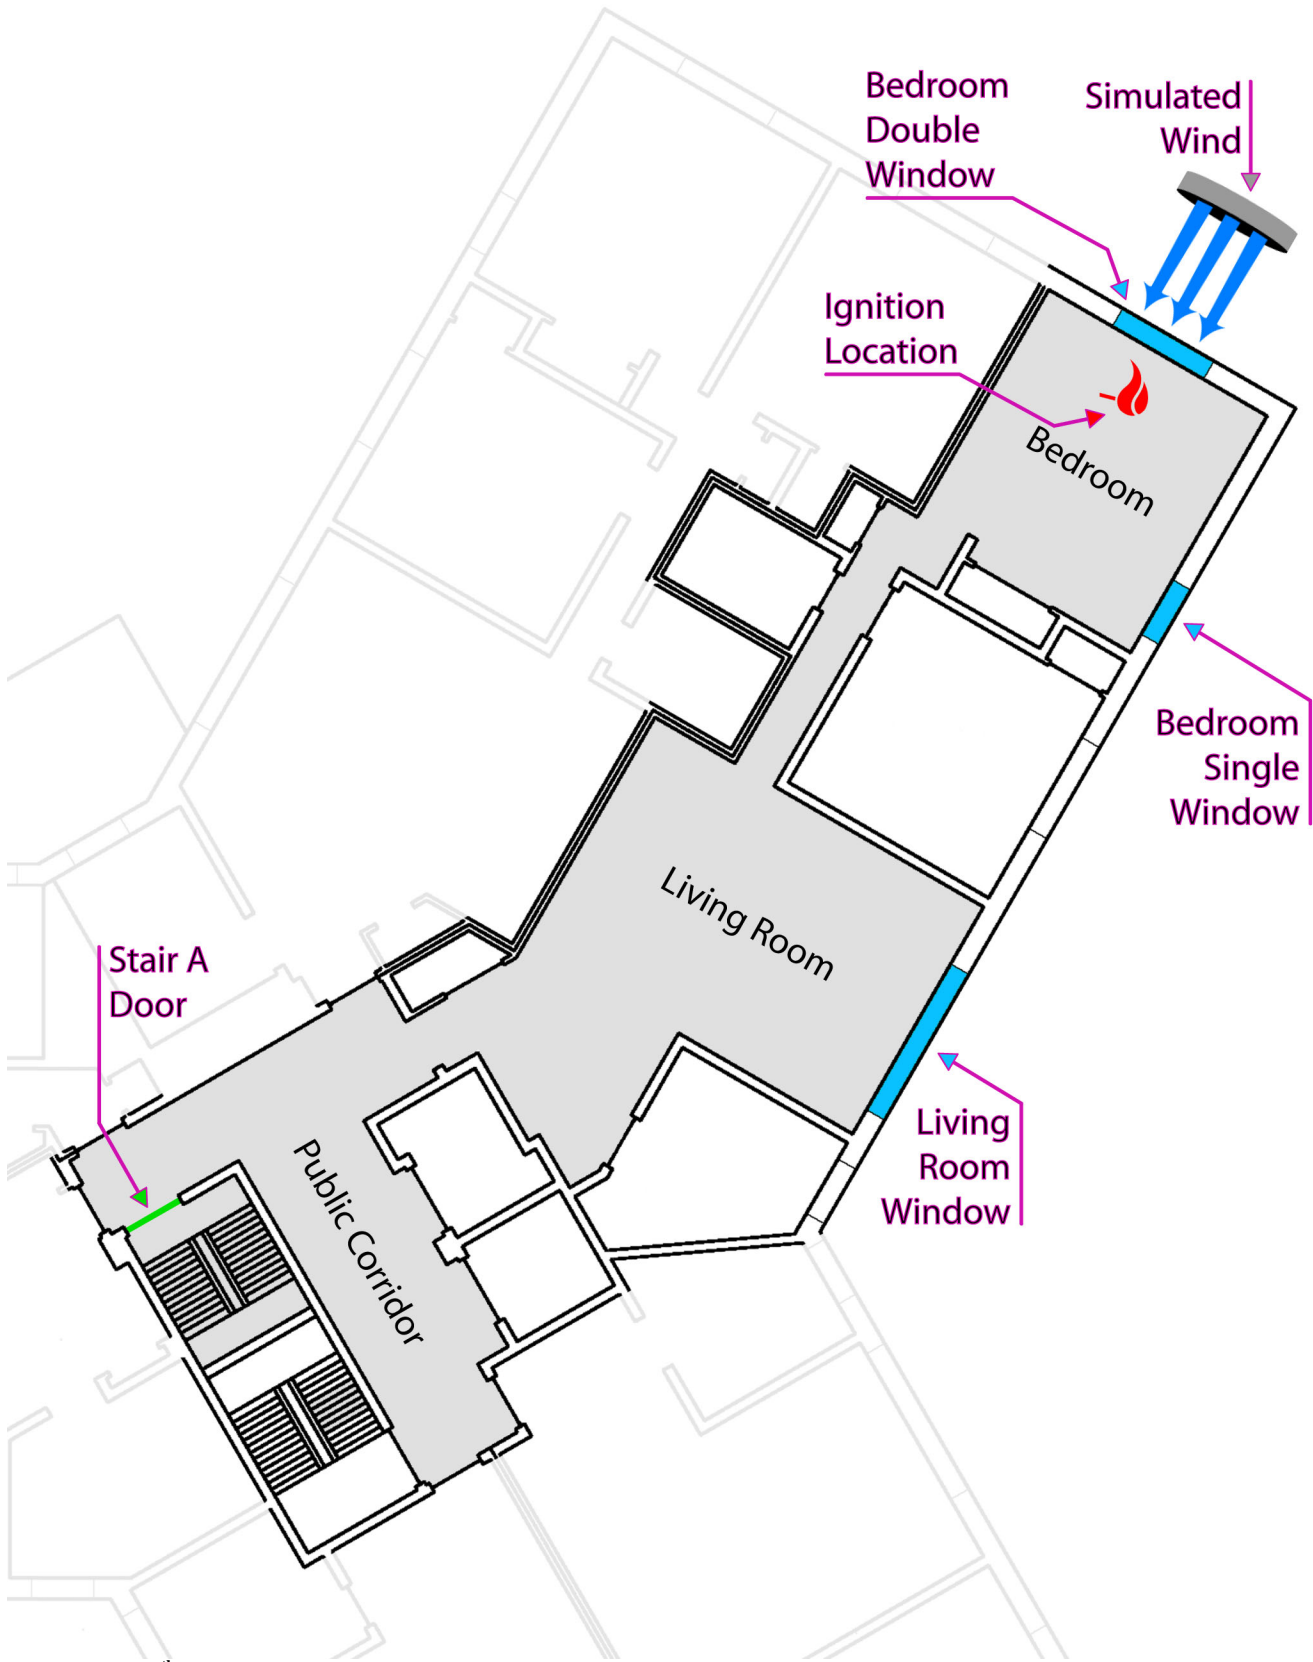 Bedroom
Double
Window
Simulated
Wind
Ignition
Location
Bedroom
Bedroom
Single
Window
Living Room
Stair A
Door
Living
Room
Window
Public Corridor
th